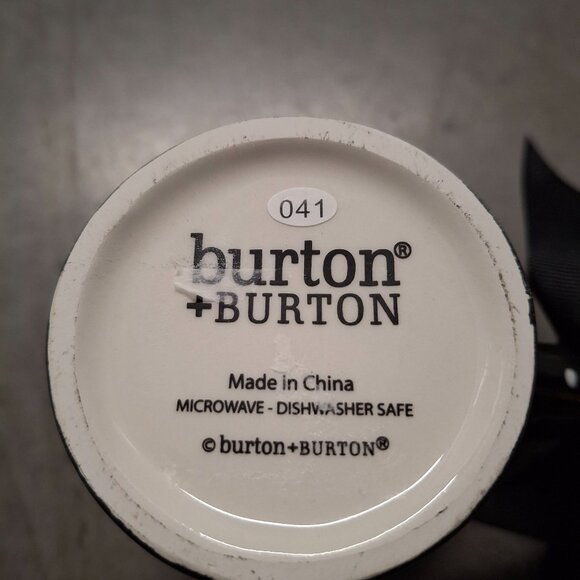 041
burton®
+BURTON
Made in China
MICROWAVE - DISHWASHER SAFE
© burton+BURTON®